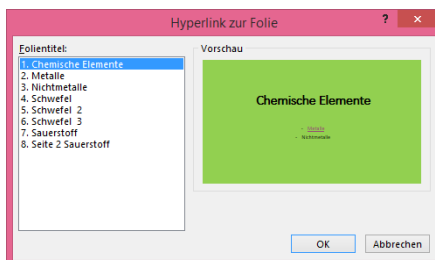 Hyperlink zur Folie
? ×
Folientitel:
1. Chemische Elemente
2. Metalle
3. Nichtmetalle
4. Schwefel
5. Schwefel 2
6. Schwefel 3
7. Sauerstoff
8. Seite 2 Sauerstoff
Vorschau
Chemische Elemente
- Metalle
- Nichtmetalle
OK
Abbrechen